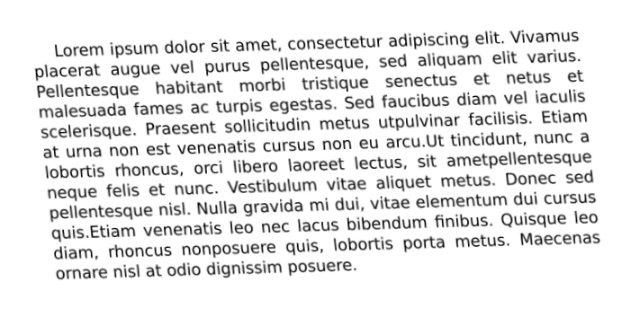 Lorem ipsum dolor sit amet, consectetur adipiscing elit. Vivamus
placerat augue vel purus pellentesque, sed aliquam elit varius.
Pellentesque habitant morbi tristique senectus et netus et
malesuada fames ac turpis egestas. Sed faucibus diam vel iaculis
scelerisque. Praesent sollicitudin metus utpulvinar facilisis. Etiam
at urna non est venenatis cursus non eu arcu.Ut tincidunt, nunc a
lobortis rhoncus, orci libero laoreet lectus, sit ametpellentesque
neque felis et nunc. Vestibulum vitae aliquet metus. Donec sed
pellentesque nisl. Nulla gravida mi dui, vitae elementum dui cursus
quis.Etiam venenatis leo nec lacus bibendum finibus. Quisque leo
diam, rhoncus nonposuere quis, lobortis porta metus. Maecenas
ornare nisl at odio dignissim posuere.